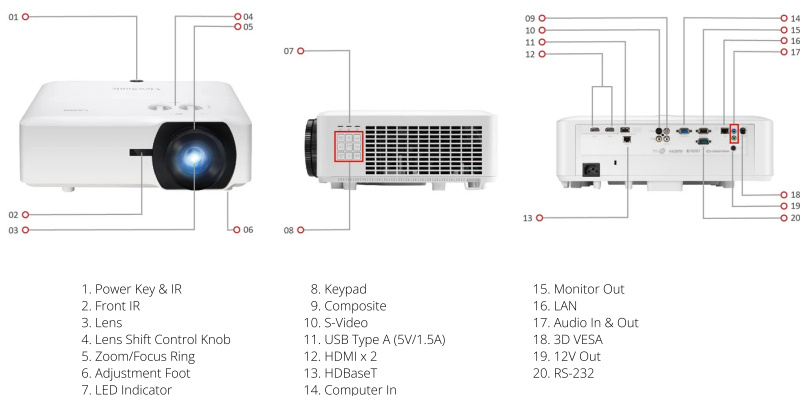 01
02
03
04
05
06
07
08
09
10
11
12
13
14
15
16
17
18
19
20
1. Power Key & IR
2. Front IR
3. Lens
4. Lens Shift Control Knob
5. Zoom/Focus Ring
6. Adjustment Foot
7. LED Indicator
8. Keypad
9. Composite
10. S-Video
11. USB Type A (5V/1.5A)
12. HDMI x 2
13. HDBaseT
14. Computer In
15. Monitor Out
16. LAN
17. Audio In & Out
18. 3D VESA
19. 12V Out
20. RS-232